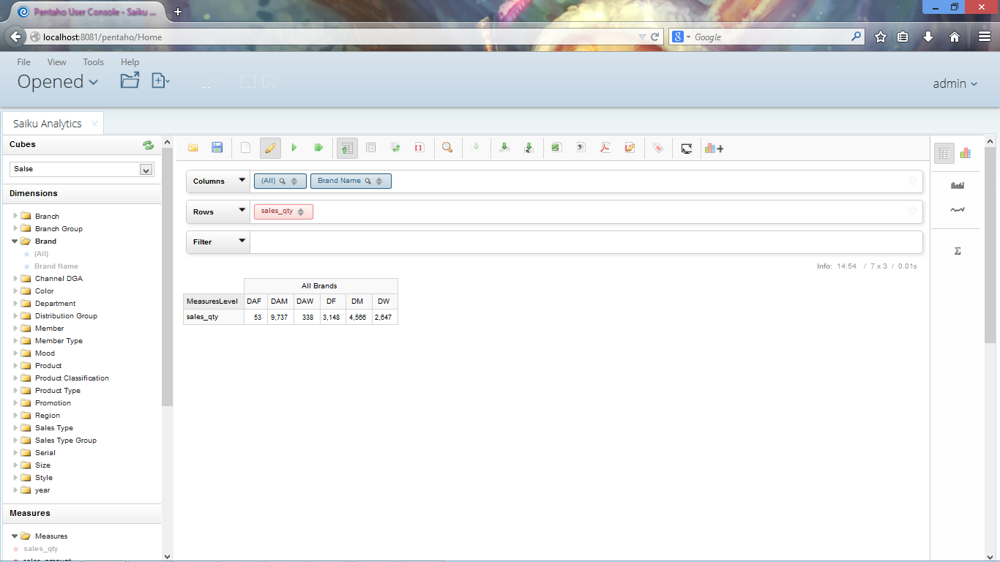 Pentaho User Console - Saiku ...
localhost:8081/pentaho/Home
Google
File View Tools Help
Opened
admin
Saiku Analytics
Cubes
Salse
Dimensions
Branch
Branch Group
Brand
(All)
Brand Name
Channel DGA
Color
Department
Distribution Group
Member
Member Type
Mood
Product
Product Classification
Product Type
Promotion
Region
Sales Type
Sales Type Group
Serial
Size
Style
year
Measures
Measures
sales_qty
sales_amount
Columns (All) Brand Name
Rows sales_qty
Filter
Info: 14:54 / 7 x 3 / 0.01s
All Brands
MeasuresLevel DAF DAM DAW DF DM DW
sales_qty 53 9,737 338 3,148 4,566 2,647